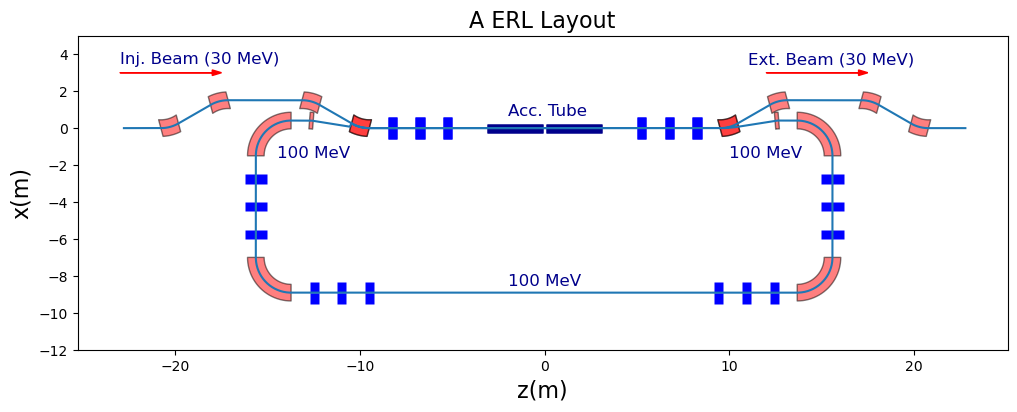 A ERL Layout
Inj. Beam (30 MeV)
Ext. Beam (30 MeV)
Acc. Tube
100 MeV
100 MeV
100 MeV
x(m)
4
2
0
−2
−4
−6
−8
−10
−12
−20
−10
0
10
20
z(m)